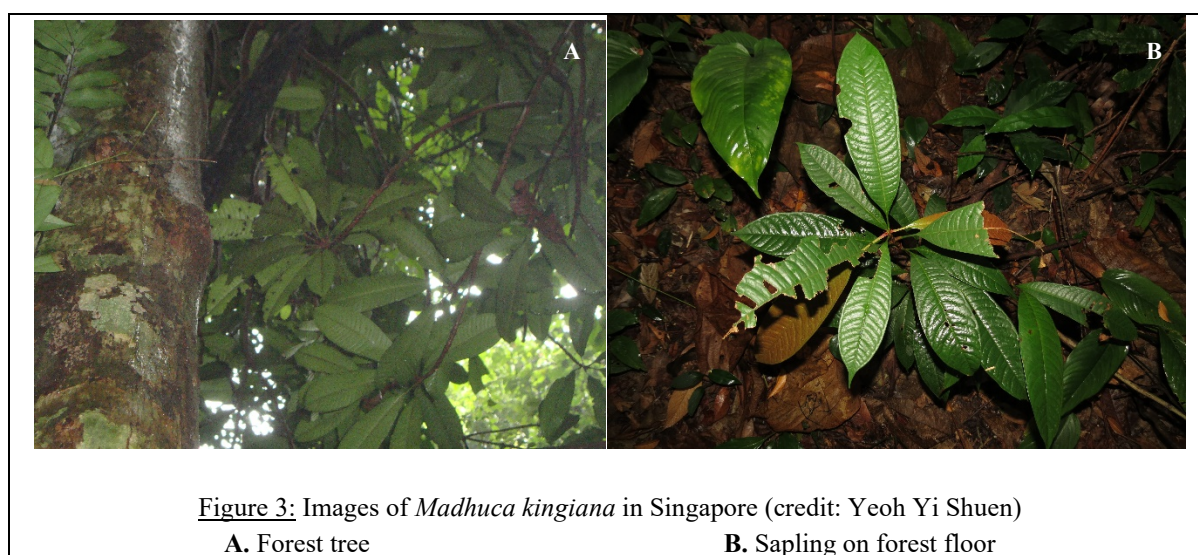 A
B
Figure 3: Images of Madhuca kingiana in Singapore (credit: Yeoh Yi Shuen)
A. Forest tree B. Sapling on forest floor